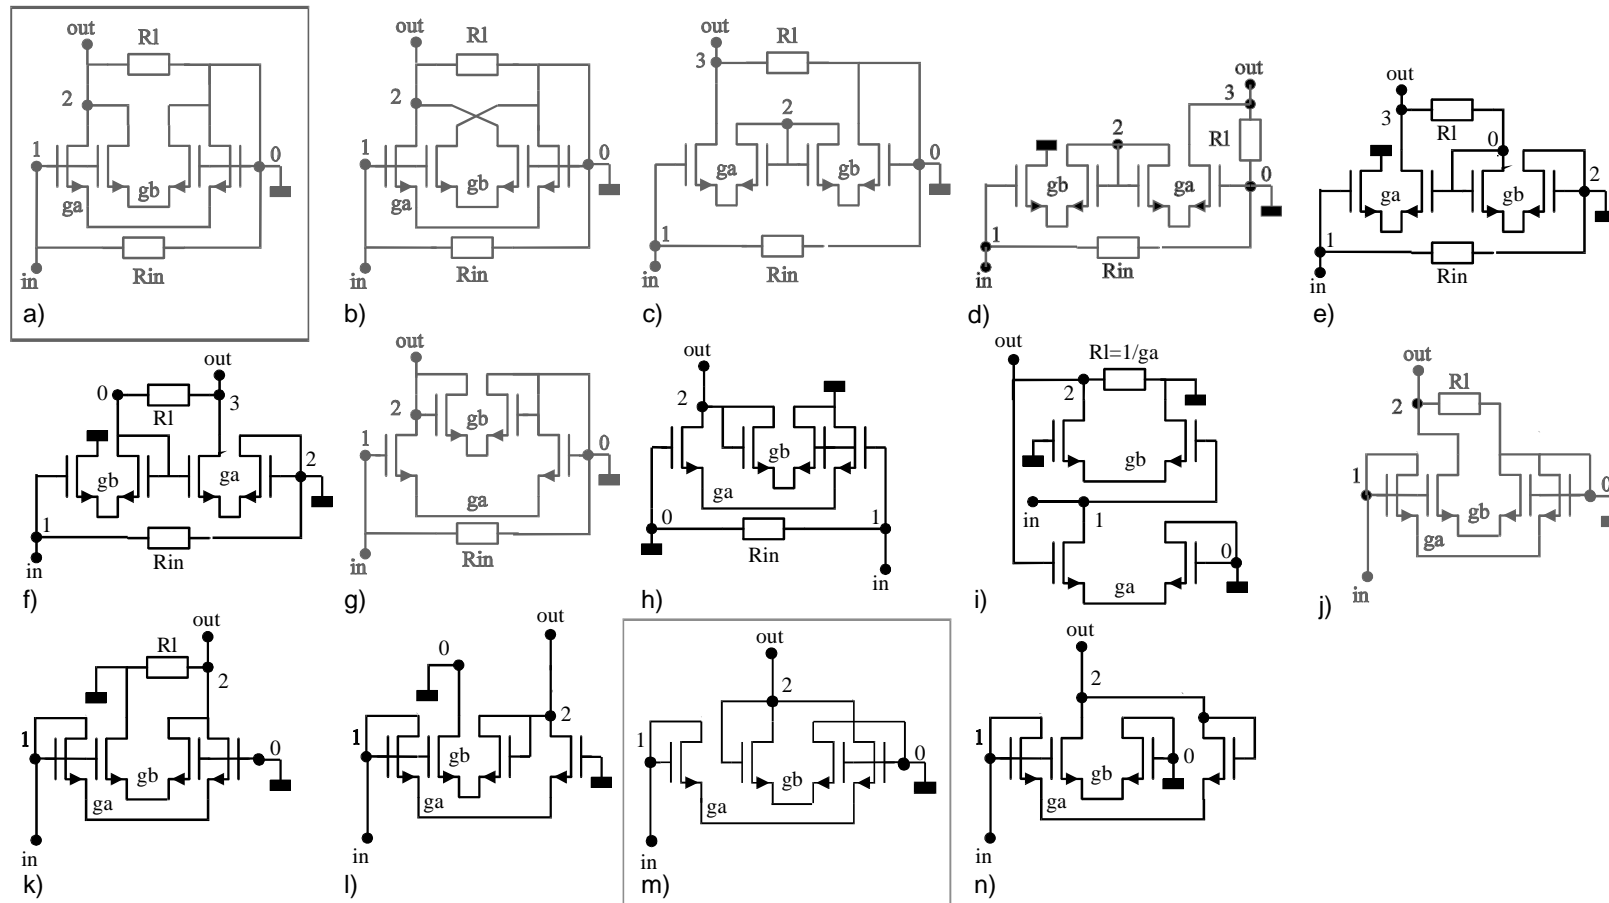 out
Rl
2
1
0
ga
gb
Rin
in
a)
out
Rl
2
1
0
ga
gb
Rin
in
b)
out
3
Rl
2
ga
gb
0
1
Rin
in
c)
out
3
Rl
2
gb
ga
0
1
Rin
in
d)
out
3
Rl
0
ga
gb
2
1
Rin
in
e)
out
0
Rl
3
gb
ga
2
1
Rin
in
f)
out
2
gb
1
0
ga
Rin
in
g)
out
2
gb
ga
0
1
Rin
in
h)
out
Rl=1/ga
2
gb
in
1
0
ga
i)
out
Rl
2
1
0
gb
ga
in
j)
out
Rl
2
1
0
gb
ga
in
k)
out
0
2
1
gb
ga
in
l)
out
2
1
0
gb
ga
in
m)
out
2
1
0
gb
ga
in
n)